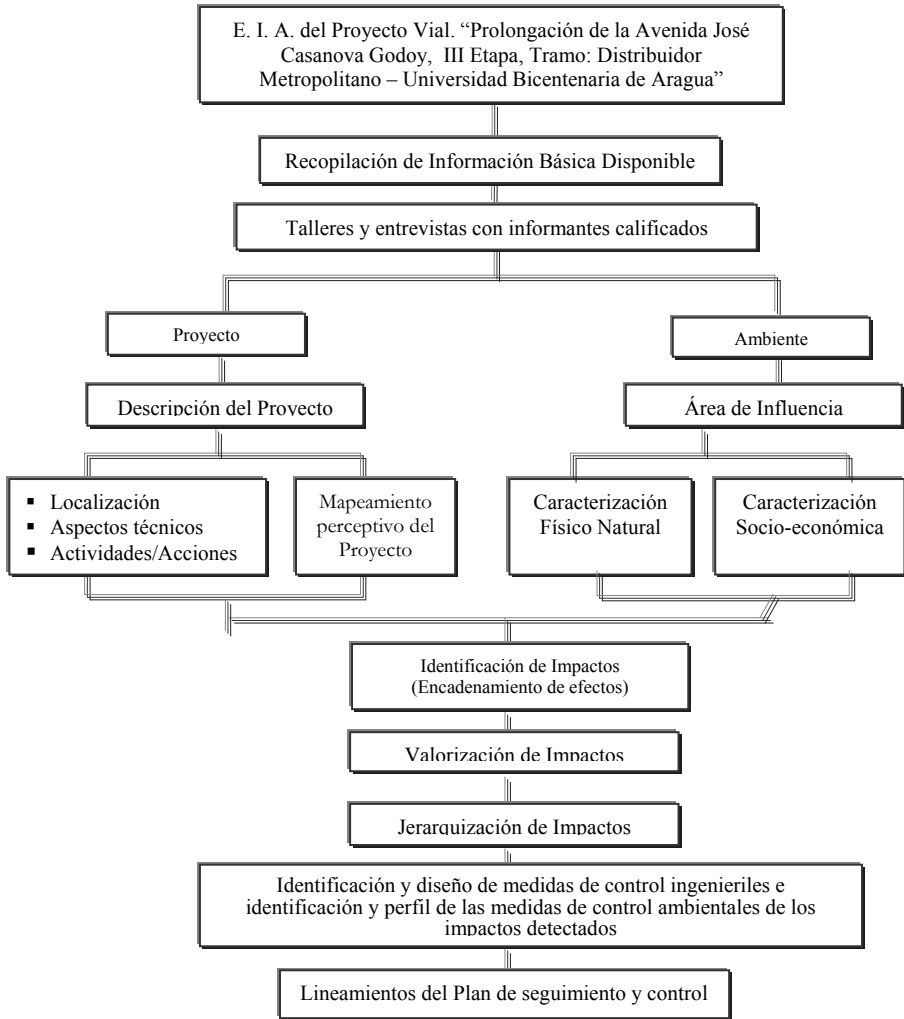 E. I. A. del Proyecto Vial. “Prolongación de la Avenida José
Casanova Godoy, III Etapa, Tramo: Distribuidor
Metropolitano – Universidad Bicentenaria de Aragua”
Recopilación de Información Básica Disponible
Talleres y entrevistas con informantes calificados
Proyecto
Ambiente
Descripción del Proyecto
Área de Influencia
▪ Localización
▪ Aspectos técnicos
▪ Actividades/Acciones
Mapeamiento
perceptivo del
Proyecto
Caracterización
Físico Natural
Caracterización
Socio-económica
Identificación de Impactos
(Encadenamiento de efectos)
Valorización de Impactos
Jerarquización de Impactos
Identificación y diseño de medidas de control ingenieriles e
identificación y perfil de las medidas de control ambientales de los
impactos detectados
Lineamientos del Plan de seguimiento y control